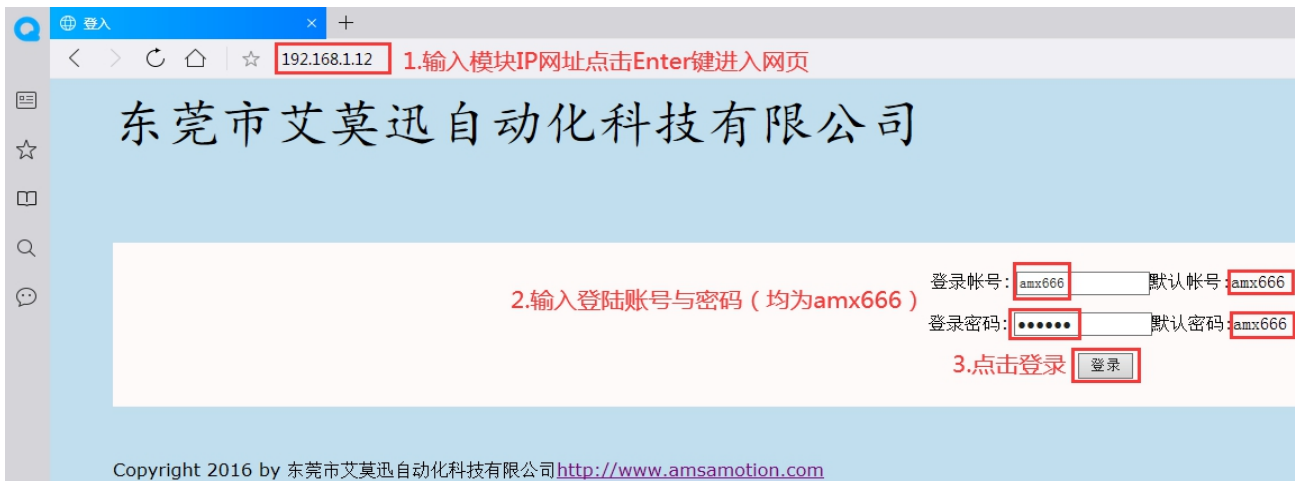 登入
192.168.1.12 1.输入模块IP网址点击Enter键进入网页
东莞市艾莫迅自动化科技有限公司
登录帐号: amx666 默认帐号:amx666
2.输入登陆账号与密码（均为amx666）
登录密码: ●●●●●● 默认密码:amx666
3.点击登录 登录
Copyright 2016 by 东莞市艾莫迅自动化科技有限公司http://www.amsamotion.com